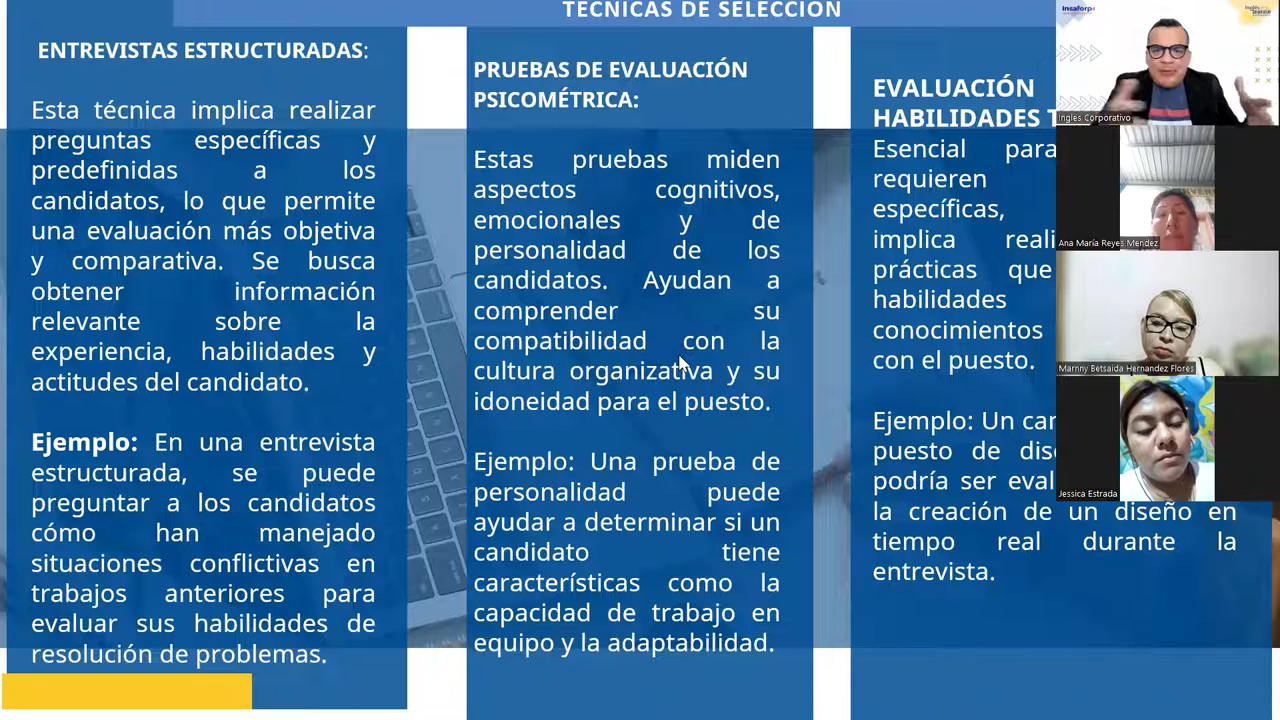 TECNICAS DE SELECCION
ENTREVISTAS ESTRUCTURADAS:
Esta técnica implica realizar
preguntas específicas y
predefinidas a los
candidatos, lo que permite
una evaluación más objetiva
y comparativa. Se busca
obtener información
relevante sobre la
experiencia, habilidades y
actitudes del candidato.
Ejemplo: En una entrevista
estructurada, se puede
preguntar a los candidatos
cómo han manejado
situaciones conflictivas en
trabajos anteriores para
evaluar sus habilidades de
resolución de problemas.
PRUEBAS DE EVALUACIÓN
PSICOMÉTRICA:
Estas pruebas miden
aspectos cognitivos,
emocionales y de
personalidad de los
candidatos. Ayudan a
comprender su
compatibilidad con la
cultura organizativa y su
idoneidad para el puesto.
Ejemplo: Una prueba de
personalidad puede
ayudar a determinar si un
candidato tiene
características como la
capacidad de trabajo en
equipo y la adaptabilidad.
EVALUACIÓN
HABILIDADES T
Esencial para
requieren
específicas,
implica reali
prácticas que
habilidades
conocimientos
con el puesto.
Ejemplo: Un can
puesto de dise
podría ser eval
la creación de un diseño en
tiempo real durante la
entrevista.
insaforp
Ingles Corporativo
Ana María Reyes Mendez
Marnny Betsaida Hernandez Flores
Jessica Estrada